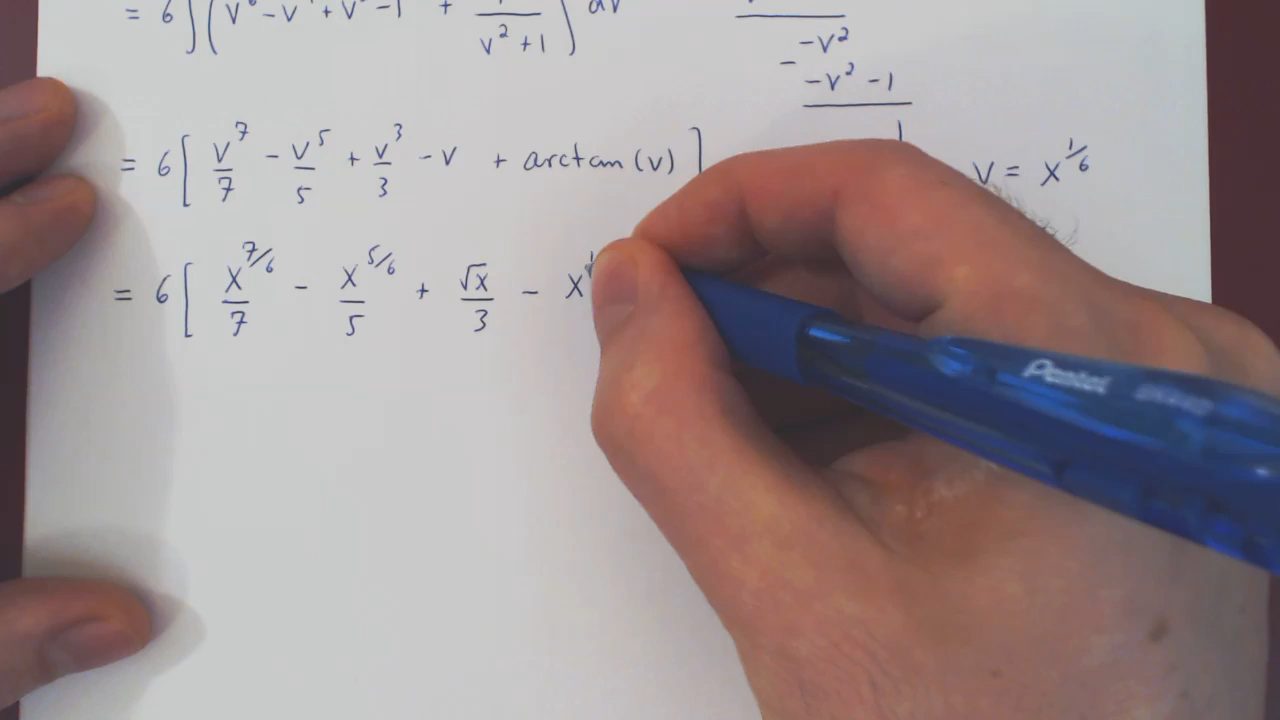 = 6 ∫ ( v⁶ - v⁴ + v² - 1 + 1/(v² + 1) ) dv
-v²
- -v² - 1
1
= 6 [ v⁷/7 - v⁵/5 + v³/3 - v + arctan (v) ] v = x^(1/6)
= 6 [ x^(7/6)/7 - x^(5/6)/5 + √x/3 - x
Pentel